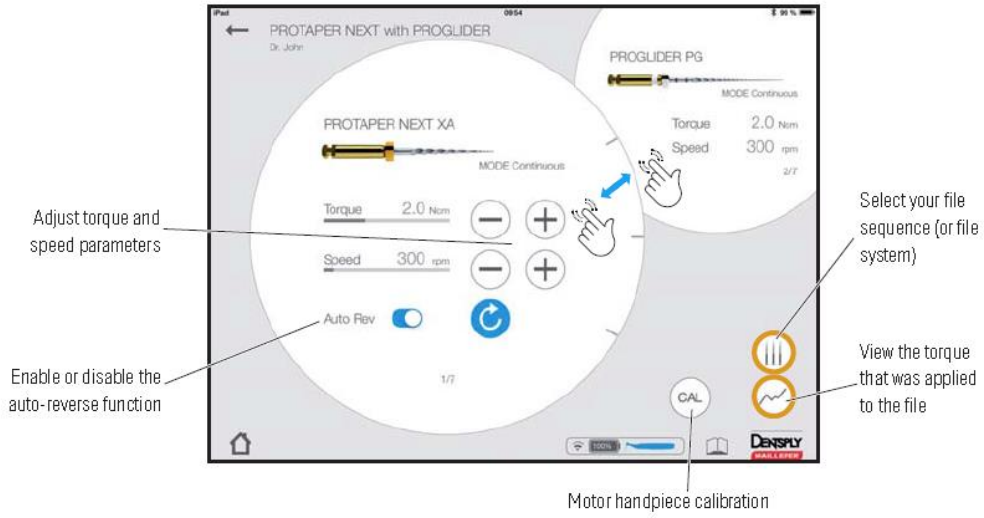 iPad
09:54
99 %
PROTAPER NEXT with PROGLIDER
Dr. John
PROGLIDER PG
MODE Continuous
Torque 2.0 Ncm
Speed 300 rpm
2/7
PROTAPER NEXT XA
MODE Continuous
Torque 2.0 Ncm
Speed 300 rpm
Auto Rev
1/7
Adjust torque and
speed parameters
Enable or disable the
auto-reverse function
Select your file
sequence (or file
system)
View the torque
that was applied
to the file
CAL
100%
DENTSPLY
MAILLEFER
Motor handpiece calibration